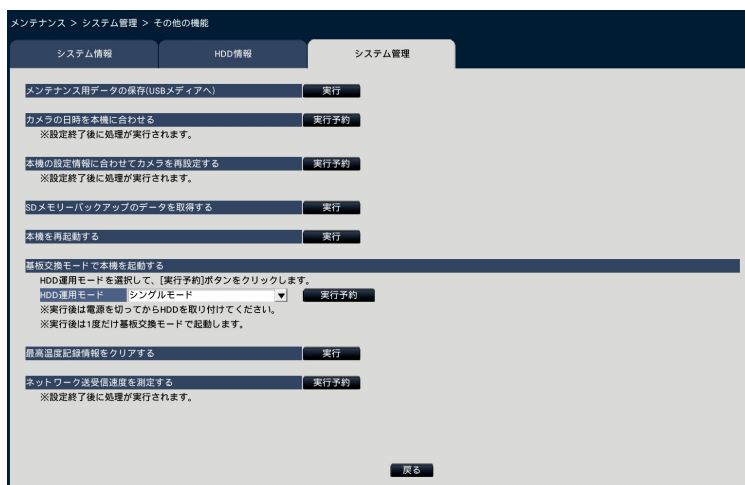 メンテナンス > システム管理 > その他の機能
システム情報 HDD情報 システム管理
メンテナンス用データの保存(USBメディアへ) 実行
カメラの日時を本機に合わせる 実行予約
※設定終了後に処理が実行されます。
本機の設定情報に合わせてカメラを再設定する 実行予約
※設定終了後に処理が実行されます。
SDメモリーバックアップのデータを取得する 実行
本機を再起動する 実行
基板交換モードで本機を起動する
HDD運用モードを選択して、[実行予約]ボタンをクリックします。
HDD運用モード シングルモード 実行予約
※実行後は電源を切ってからHDDを取り付けてください。
※実行後は1度だけ基板交換モードで起動します。
最高温度記録情報をクリアする 実行
ネットワーク送受信速度を測定する 実行予約
※設定終了後に処理が実行されます。
戻る